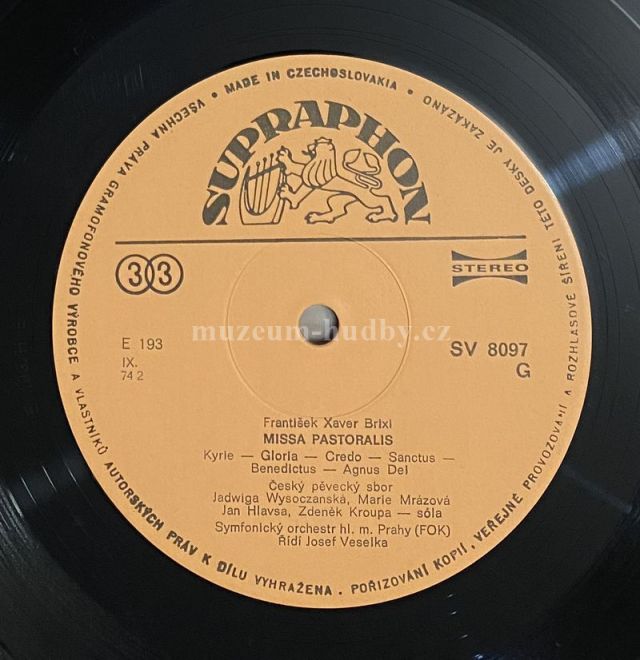 VŠECHNA PRÁVA GRAMOFONOVÉHO VÝROBCE A VLASTNÍKŮ AUTORSKÝCH PRÁV K DÍLU VYHRAŽENA. POŘIZOVÁNÍ KOPIÍ, VEŘEJNÉ PROVOZOVÁNÍ A ROZHLASOVÉ ŠÍŘENÍ TÉTO DESKY JE ZAKÁZÁNO • MADE IN CZECHOSLOVAKIA •
SUPRAPHON
33
STEREO
muzeum-hudby.cz
E 193
SV 8097
IX.
G
74 2
František Xaver Brixi
MISSA PASTORALIS
Kyrie — Gloria — Credo — Sanctus —
Benedictus — Agnus Dei
Český pěvecký sbor
Jadwiga Wysoczanská, Marie Mrázová
Jan Hlavsa, Zdeněk Kroupa — sóla
Symfonický orchestr hl. m. Prahy (FOK)
Řídí Josef Veselka